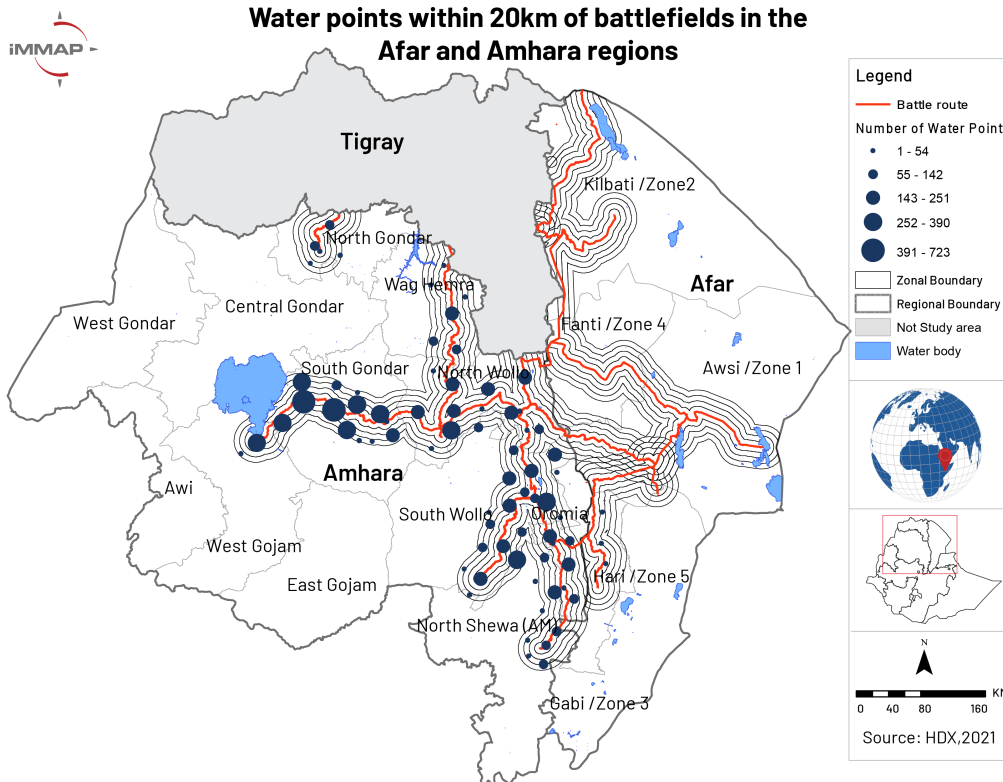 Water points within 20km of battlefields in the
Afar and Amhara regions
iMMAP
Tigray
Kilbati /Zone2
North Gondar
Wag Hemra
Afar
Central Gondar
West Gondar
Fanti /Zone 4
South Gondar
North Wollo
Awsi /Zone 1
Amhara
Awi
South Wollo
Oromia
West Gojam
East Gojam
Hari /Zone 5
North Shewa (AM)
Gabi /Zone 3
Legend
Battle route
Number of Water Point
1 - 54
55 - 142
143 - 251
252 - 390
391 - 723
Zonal Boundary
Regional Boundary
Not Study area
Water body
N
KM
0 40 80 160
Source: HDX,2021